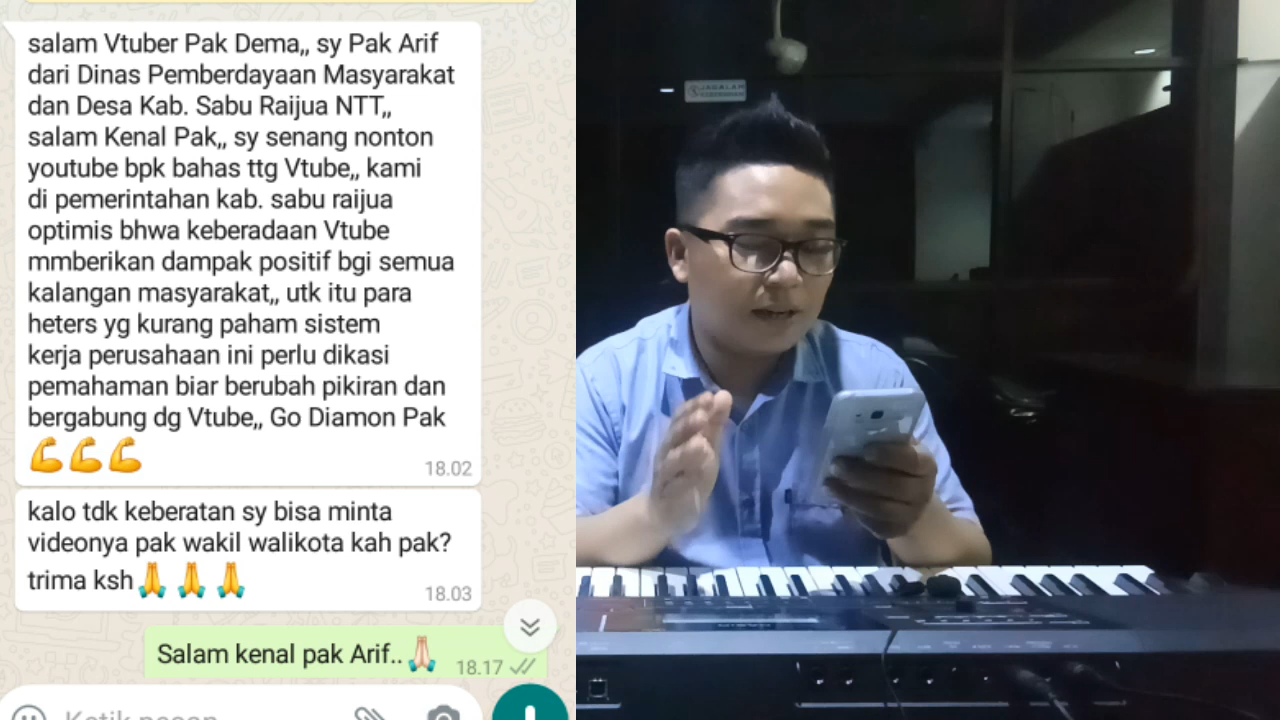 salam Vtuber Pak Dema,, sy Pak Arif
dari Dinas Pemberdayaan Masyarakat
dan Desa Kab. Sabu Raijua NTT,,
salam Kenal Pak,, sy senang nonton
youtube bpk bahas ttg Vtube,, kami
di pemerintahan kab. sabu raijua
optimis bhwa keberadaan Vtube
mmberikan dampak positif bgi semua
kalangan masyarakat,, utk itu para
heters yg kurang paham sistem
kerja perusahaan ini perlu dikasi
pemahaman biar berubah pikiran dan
bergabung dg Vtube,, Go Diamon Pak
💪💪💪
18.02
kalo tdk keberatan sy bisa minta
videonya pak wakil walikota kah pak?
trima ksh🙏🙏🙏
18.03
Salam kenal pak Arif..🙏🏻
18.17
Ketik pesan